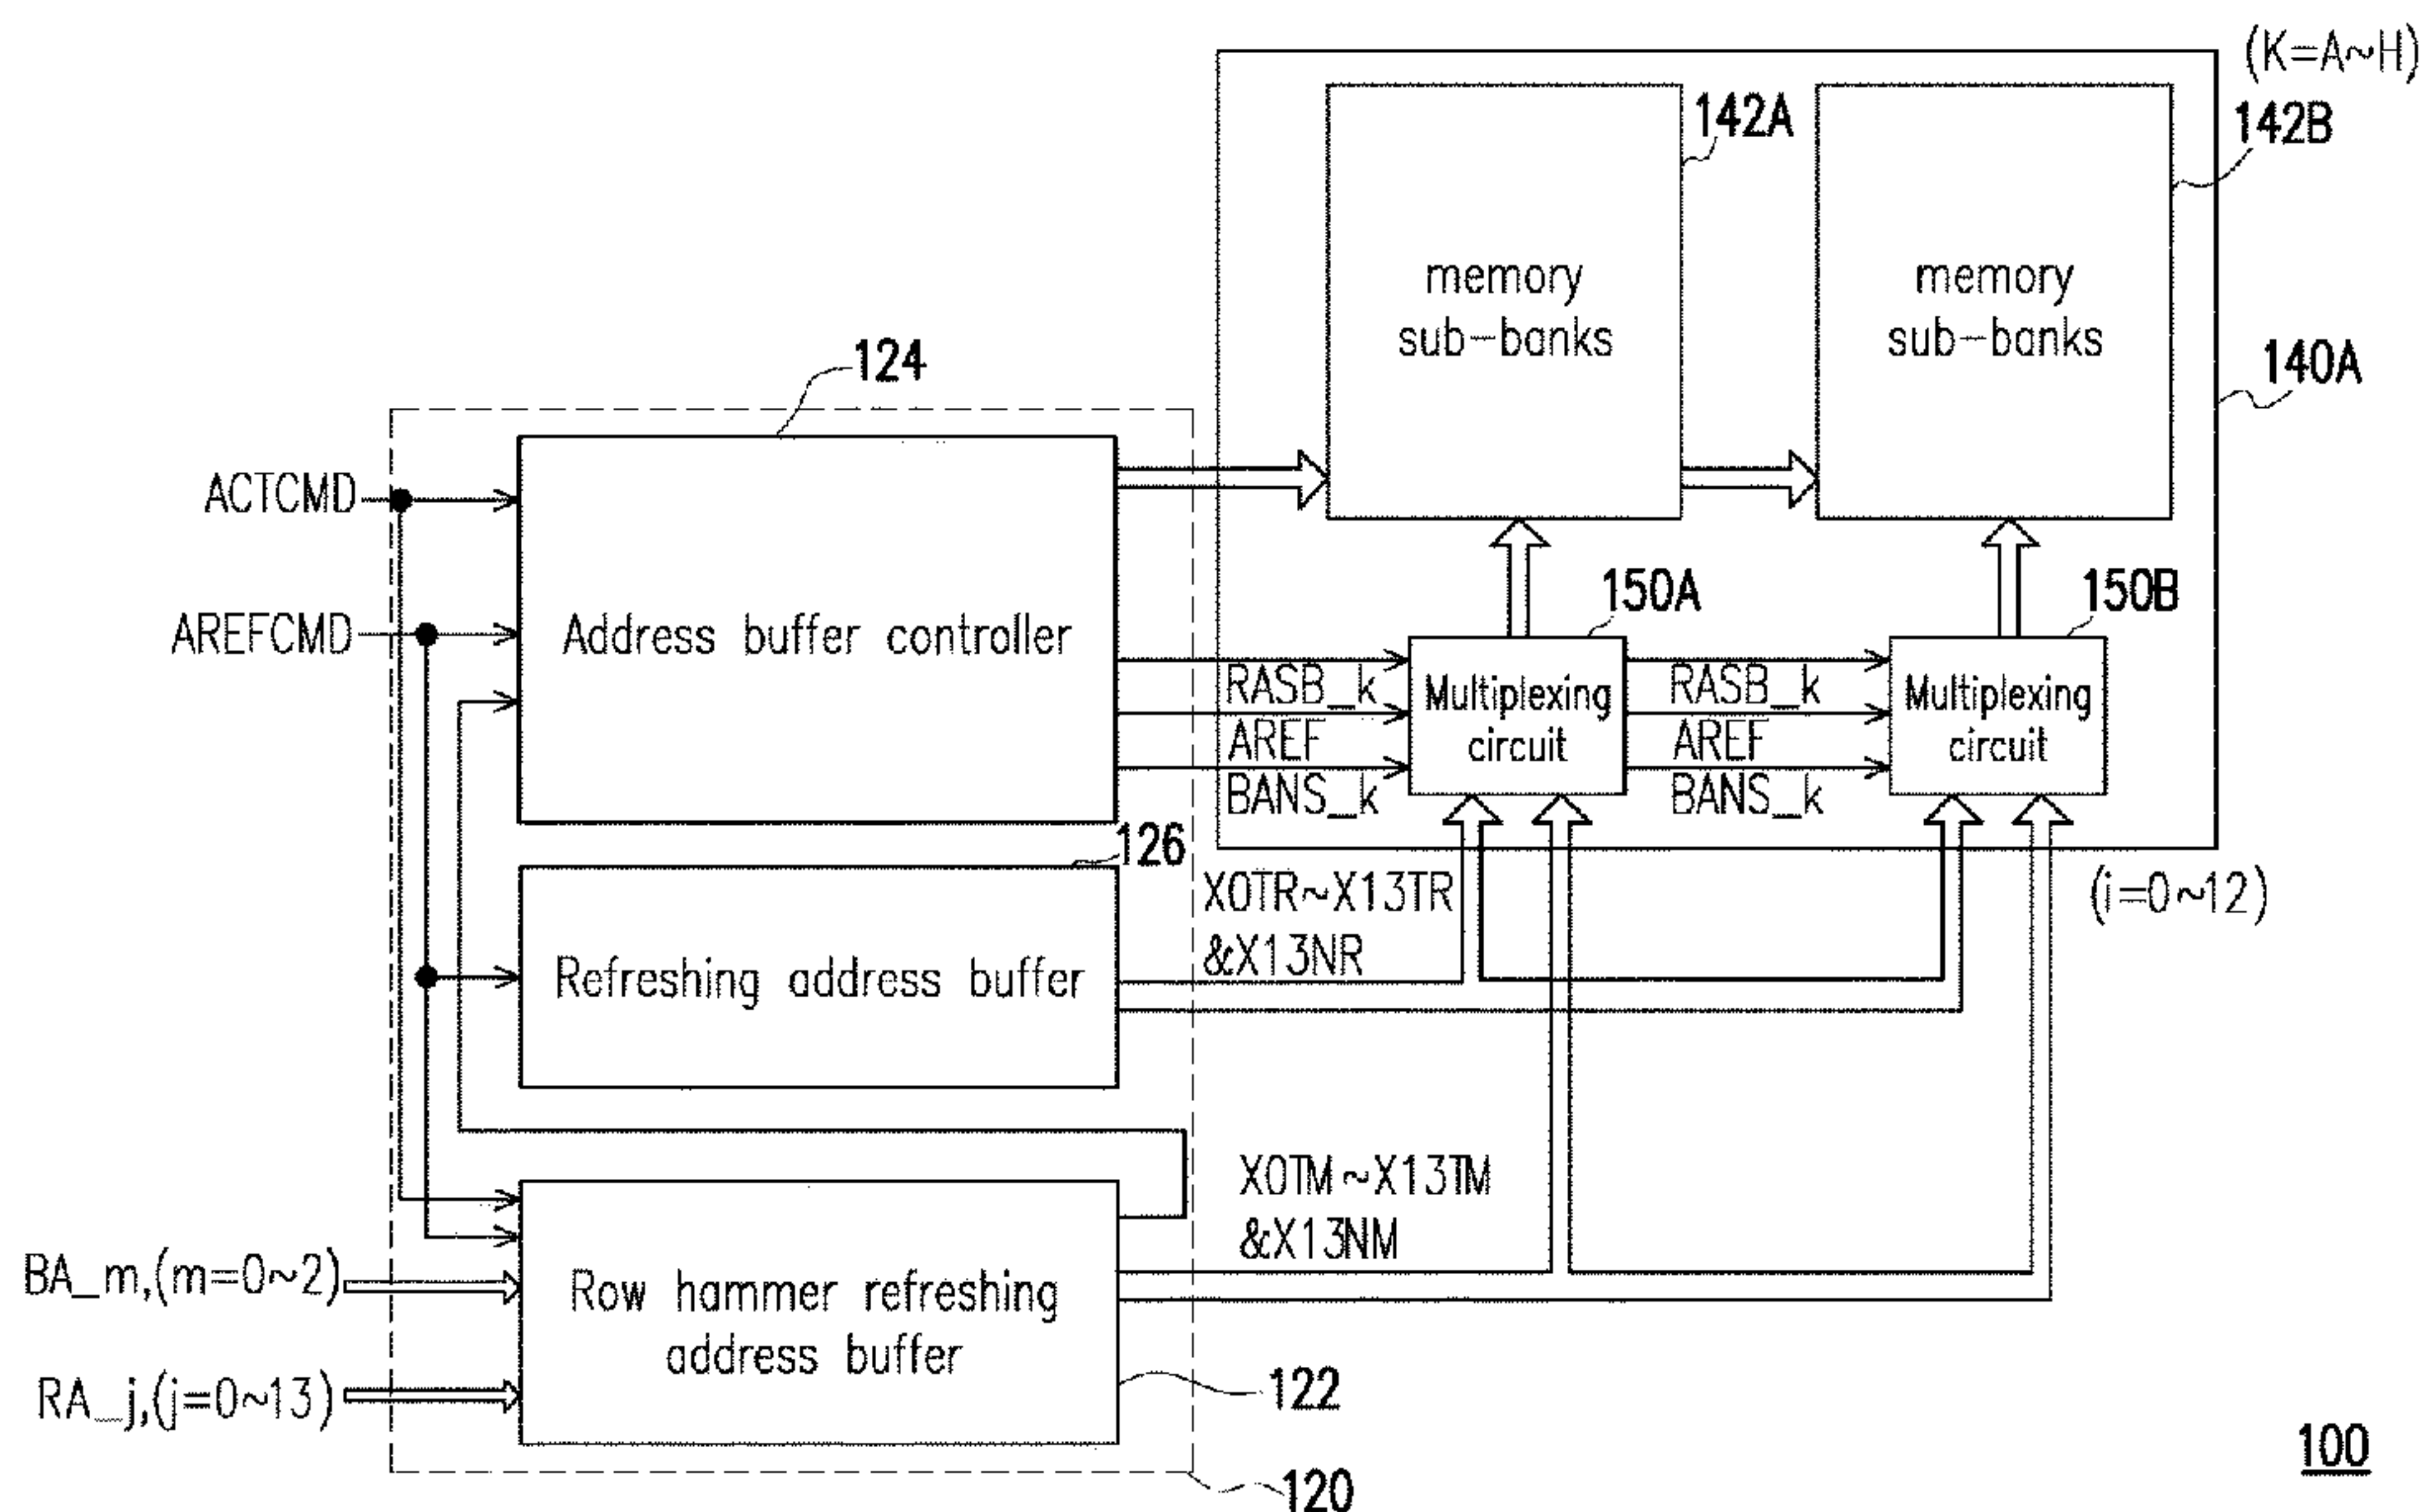 (K=A~H)
142A
142B
memory
sub-banks
memory
sub-banks
124
140A
ACTCMD
AREFCMD
Address buffer controller
150A
150B
RASB_k
AREF
BANS_k
Multiplexing
circuit
RASB_k
AREF
BANS_k
Multiplexing
circuit
126
X0TR~X13TR
&X13NR
(i=0~12)
Refreshing address buffer
X0TM~X13TM
&X13NM
BA_m,(m=0~2)
Row hammer refreshing
address buffer
RA_j,(j=0~13)
122
120
100